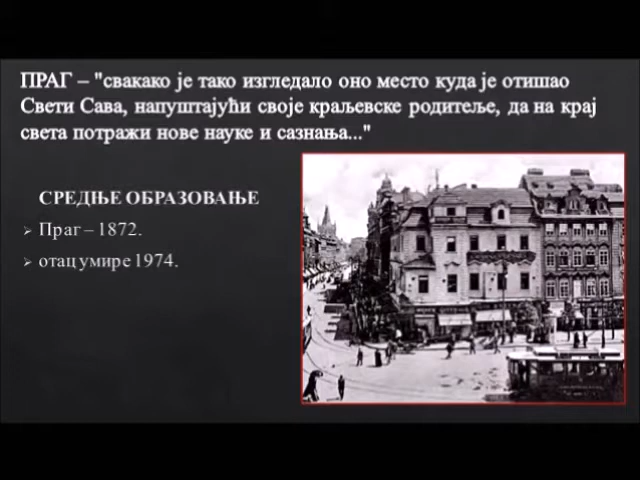 ПРАГ – "свакако је тако изгледало оно место куда је отишао
Свети Сава, напуштајући своје краљевске родитеље, да на крај
света потражи нове науке и сазнања..."
СРЕДЊЕ ОБРАЗОВАЊЕ
Праг – 1872.
отац умире 1974.